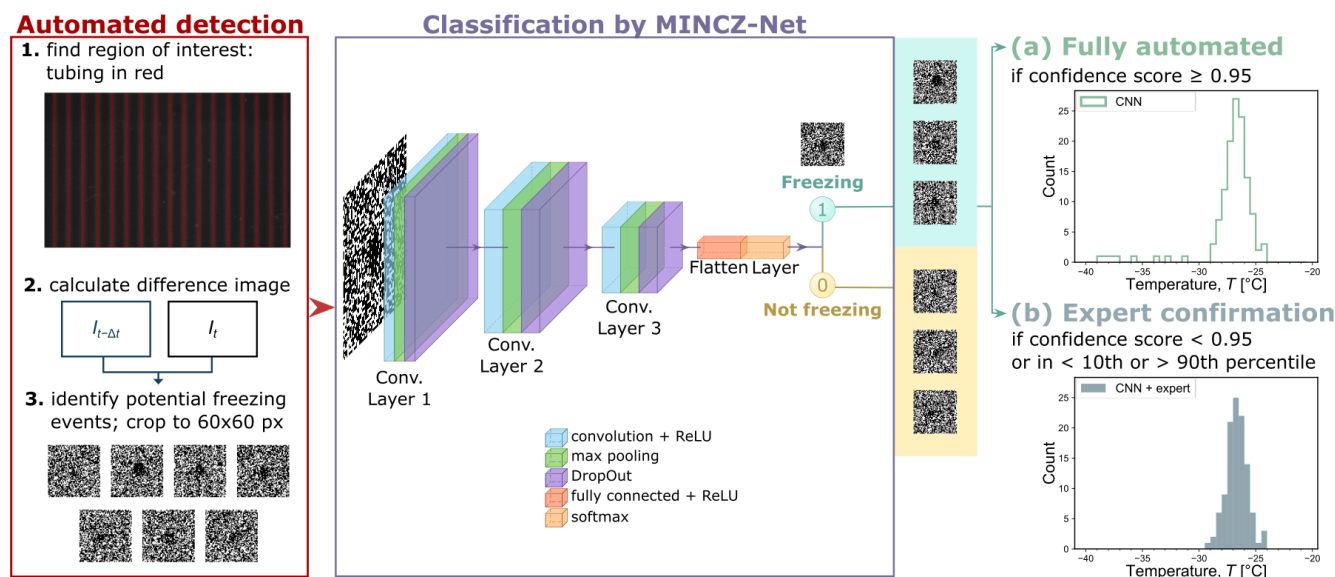 Automated detection
1. find region of interest:
tubing in red
2. calculate difference image
I_{t−Δt}
I_t
3. identify potential freezing
events; crop to 60x60 px
Classification by MINCZ-Net
Conv.
Layer 1
Conv.
Layer 2
Conv.
Layer 3
Flatten Layer
Freezing
1
0
Not freezing
convolution + ReLU
max pooling
DropOut
fully connected + ReLU
softmax
(a) Fully automated
if confidence score ≥ 0.95
CNN
Count
25
20
15
10
5
0
−40 −35 −30 −25 −20
Temperature, T [°C]
(b) Expert confirmation
if confidence score < 0.95
or in < 10th or > 90th percentile
CNN + expert
Count
25
20
15
10
5
0
−40 −35 −30 −25 −20
Temperature, T [°C]